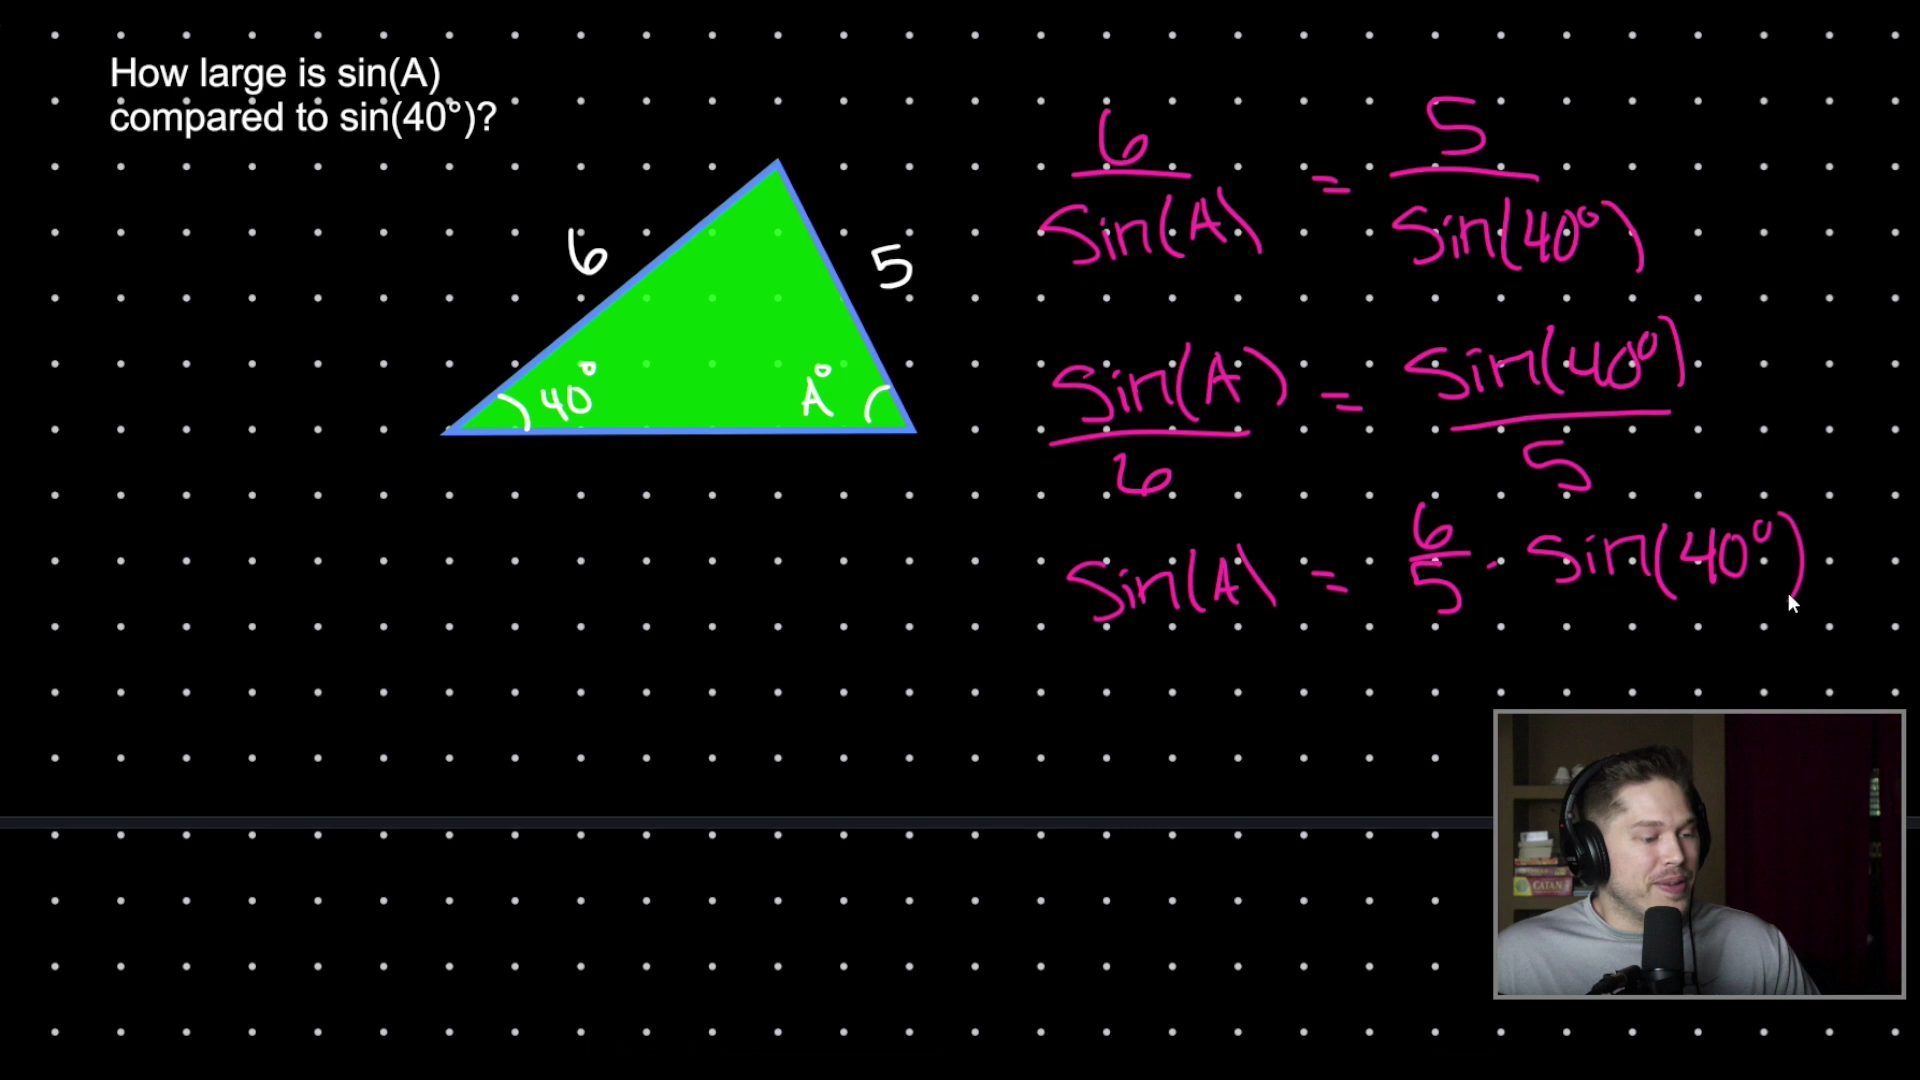 How large is sin(A)
compared to sin(40°)?
6
5
40°
A°
6/Sin(A) = 5/Sin(40°)
Sin(A)/6 = Sin(40°)/5
Sin(A) = 6/5 · Sin(40°)
CATAN